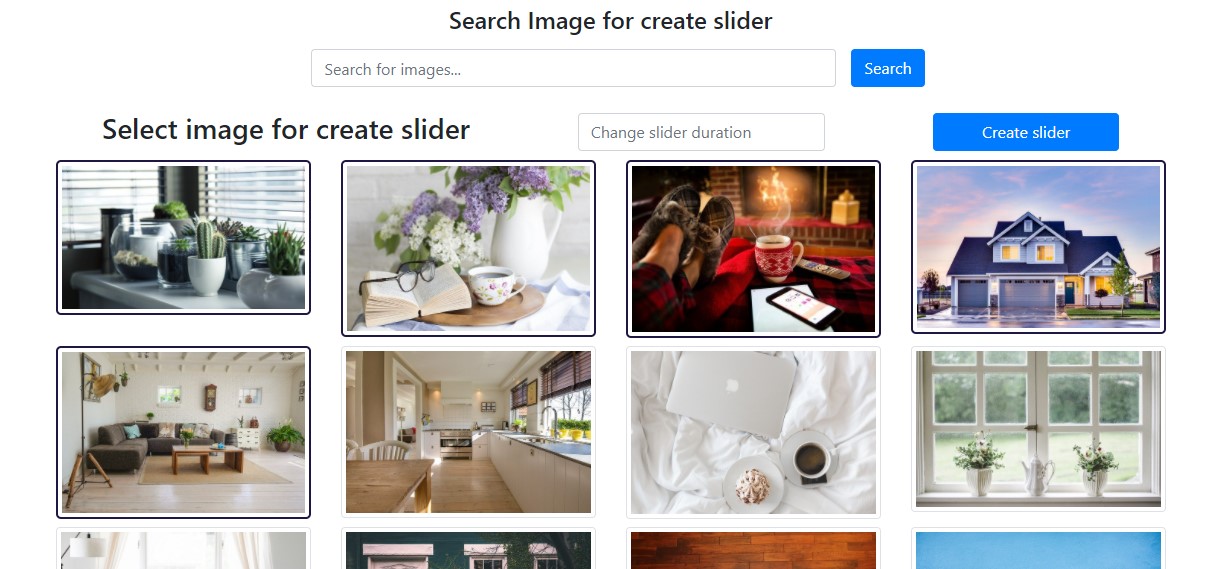 Search Image for create slider
Search for images...
Search
Select image for create slider
Change slider duration
Create slider